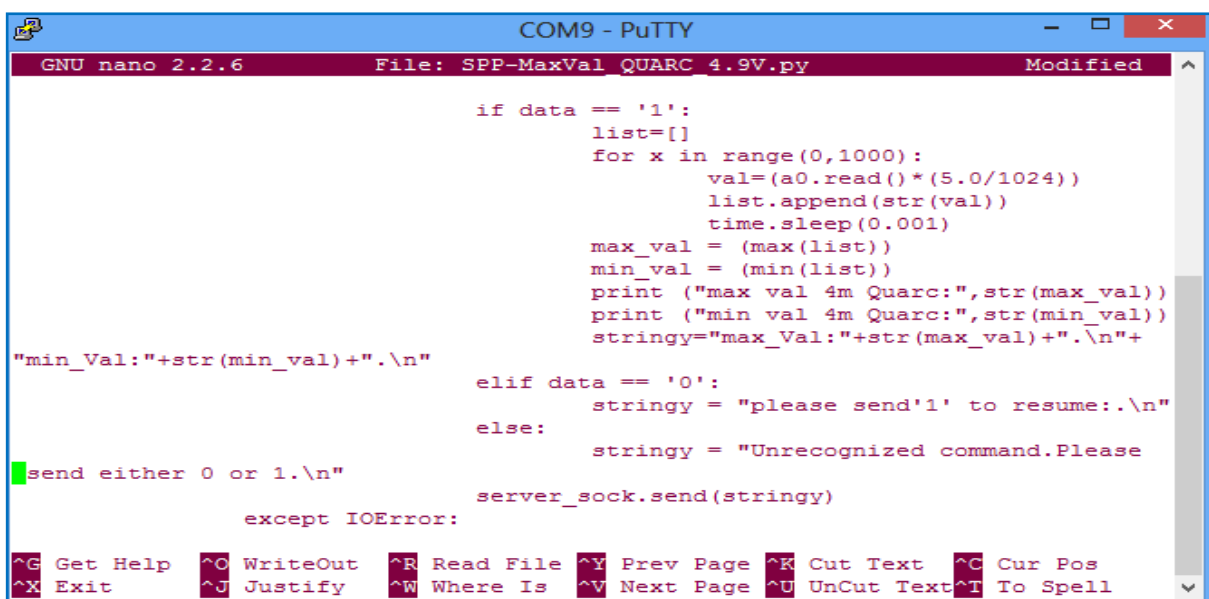 COM9 - PuTTY
GNU nano 2.2.6 File: SPP-MaxVal_QUARC_4.9V.py Modified
if data == '1':
list=[]
for x in range(0,1000):
val=(a0.read()*(5.0/1024))
list.append(str(val))
time.sleep(0.001)
max_val = (max(list))
min_val = (min(list))
print ("max val 4m Quarc:",str(max_val))
print ("min val 4m Quarc:",str(min_val))
stringy="max_Val:"+str(max_val)+".\n"+
"min_Val:"+str(min_val)+".\n"
elif data == '0':
stringy = "please send'1' to resume:.\n"
else:
stringy = "Unrecognized command.Please
send either 0 or 1.\n"
server_sock.send(stringy)
except IOError:
^G Get Help ^O WriteOut ^R Read File ^Y Prev Page ^K Cut Text ^C Cur Pos
^X Exit ^J Justify ^W Where Is ^V Next Page ^U UnCut Text ^T To Spell